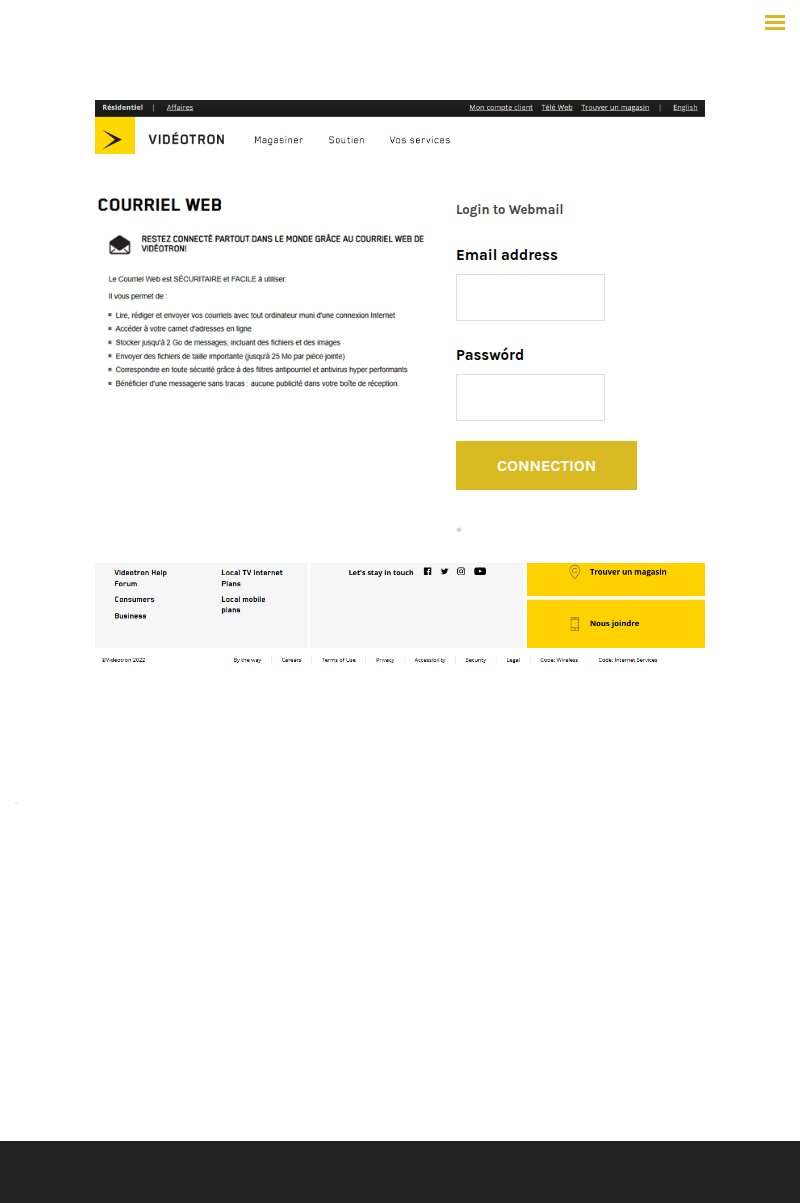 Résidentiel | Affaires Mon compte client Télé Web Trouver un magasin | English
VIDÉOTRON Magasiner Soutien Vos services
COURRIEL WEB
RESTEZ CONNECTÉ PARTOUT DANS LE MONDE GRÂCE AU COURRIEL WEB DE
VIDÉOTRON!
Le Courriel Web est SÉCURITAIRE et FACILE à utiliser.
Il vous permet de :
Lire, rédiger et envoyer vos courriels avec tout ordinateur muni d'une connexion Internet
Accéder à votre carnet d'adresses en ligne
Stocker jusqu'à 2 Go de messages, incluant des fichiers et des images
Envoyer des fichiers de taille importante (jusqu'à 25 Mo par pièce jointe)
Correspondre en toute sécurité grâce à des filtres antipourriel et antivirus hyper performants
Bénéficier d'une messagerie sans tracas : aucune publicité dans votre boîte de réception.
Login to Webmail
Email address
Passwórd
CONNECTION
Videotron Help
Forum
Consumers
Business
Local TV Internet
Plans
Local mobile
plans
Let's stay in touch
Trouver un magasin
Nous joindre
©Videotron 2022 By the way Careers Terms of Use Privacy Accessibility Security Legal Code: Wireless Code: Internet Services